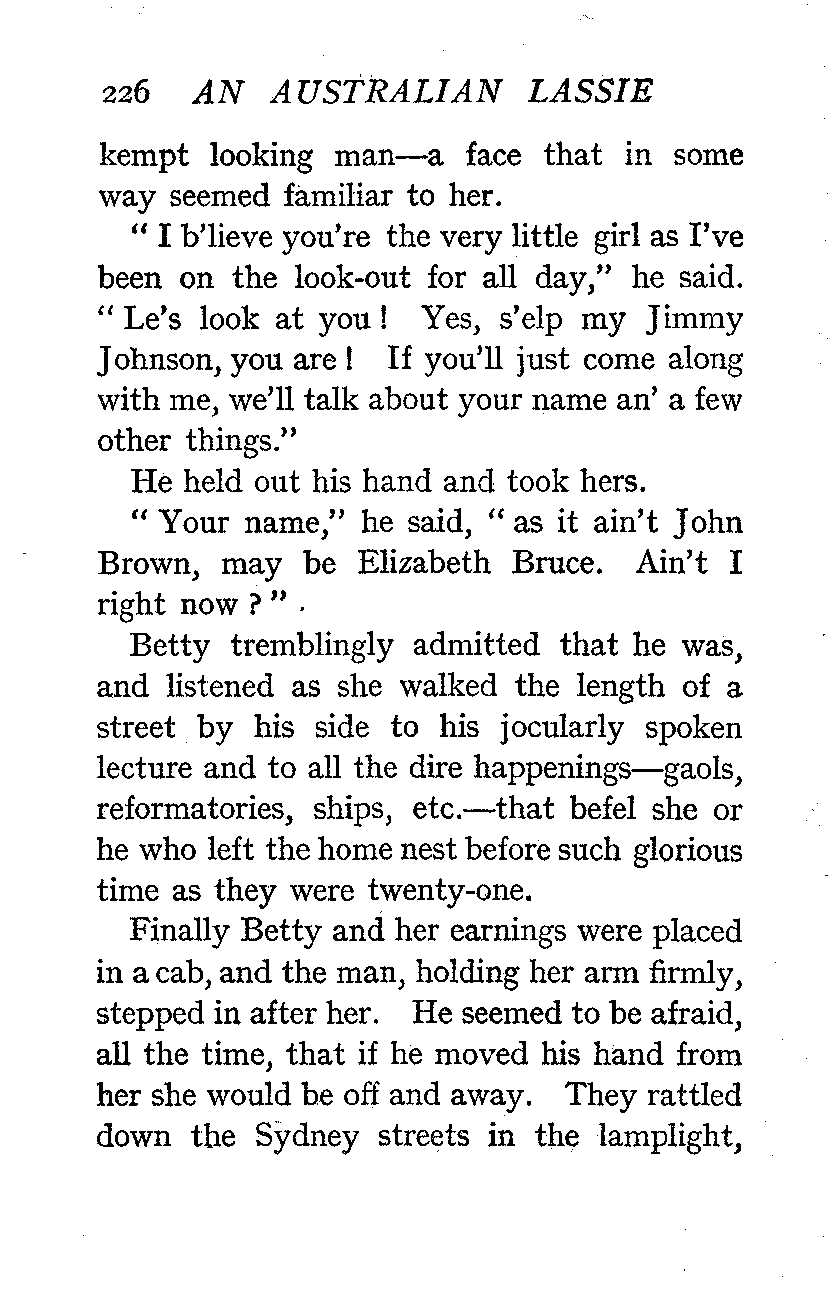 226 AN AUSTRALIAN LASSIE
kempt looking man—a face that in some
way seemed familiar to her.
“ I b’lieve you’re the very little girl as I’ve
been on the look-out for all day,” he said.
“ Le’s look at you ! Yes, s’elp my Jimmy
Johnson, you are ! If you’ll just come along
with me, we’ll talk about your name an’ a few
other things.”
He held out his hand and took hers.
“ Your name,” he said, “ as it ain’t John
Brown, may be Elizabeth Bruce. Ain’t I
right now ? ”
Betty tremblingly admitted that he was,
and listened as she walked the length of a
street by his side to his jocularly spoken
lecture and to all the dire happenings—gaols,
reformatories, ships, etc.—that befel she or
he who left the home nest before such glorious
time as they were twenty-one.
Finally Betty and her earnings were placed
in a cab, and the man, holding her arm firmly,
stepped in after her. He seemed to be afraid,
all the time, that if he moved his hand from
her she would be off and away. They rattled
down the Sydney streets in the lamplight,